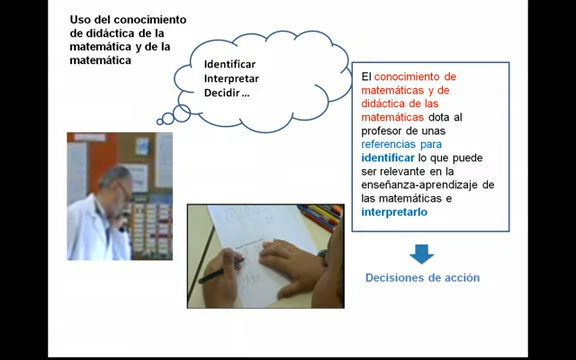 Uso del conocimiento
de didáctica de la
matemática y de la
matemática
Identificar
Interpretar
Decidir ...
El conocimiento de
matemáticas y de
didáctica de las
matemáticas dota al
profesor de unas
referencias para
identificar lo que puede
ser relevante en la
enseñanza-aprendizaje de
las matemáticas e
interpretarlo
Decisiones de acción